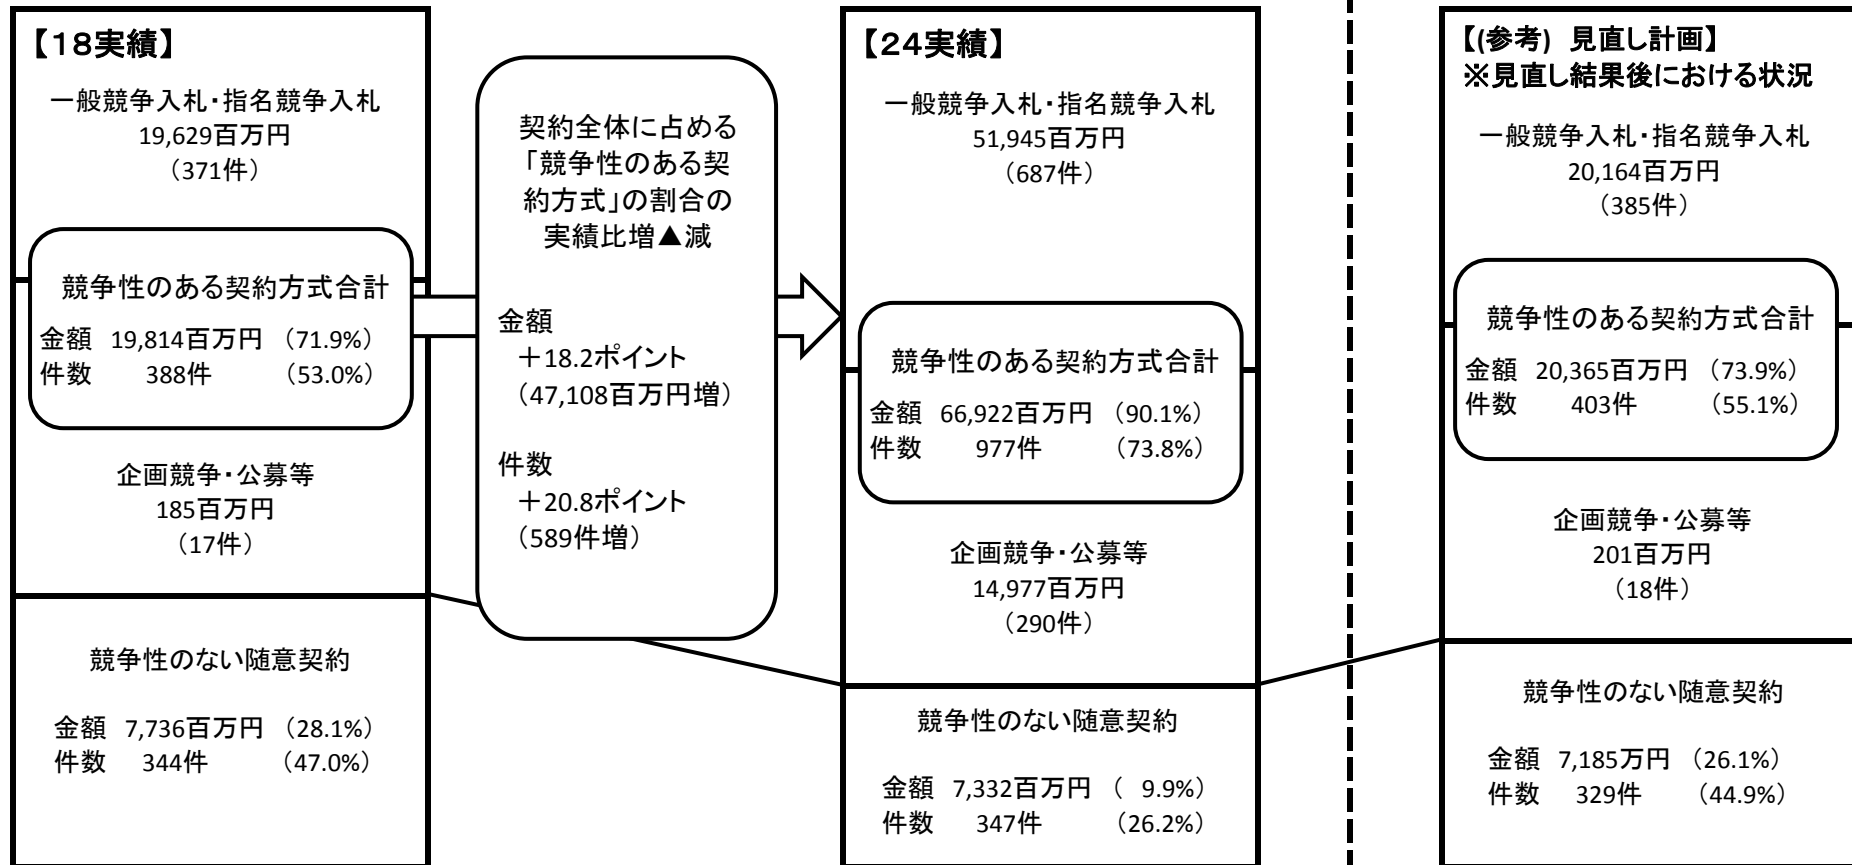 【18実績】
一般競争入札・指名競争入札
19,629百万円
（371件）
競争性のある契約方式合計
金額 19,814百万円 （71.9%）
件数 388件 （53.0%）
企画競争・公募等
185百万円
（17件）
競争性のない随意契約
金額 7,736百万円 （28.1%）
件数 344件 （47.0%）
契約全体に占める
「競争性のある契
約方式」の割合の
実績比増▲減
金額
＋18.2ポイント
（47,108百万円増）
件数
＋20.8ポイント
（589件増）
【24実績】
一般競争入札・指名競争入札
51,945百万円
（687件）
競争性のある契約方式合計
金額 66,922百万円 （90.1%）
件数 977件 （73.8%）
企画競争・公募等
14,977百万円
（290件）
競争性のない随意契約
金額 7,332百万円 （ 9.9%）
件数 347件 （26.2%）
【(参考) 見直し計画】
※見直し結果後における状況
一般競争入札・指名競争入札
20,164百万円
（385件）
競争性のある契約方式合計
金額 20,365百万円 （73.9%）
件数 403件 （55.1%）
企画競争・公募等
201百万円
（18件）
競争性のない随意契約
金額 7,185万円 （26.1%）
件数 329件 （44.9%）